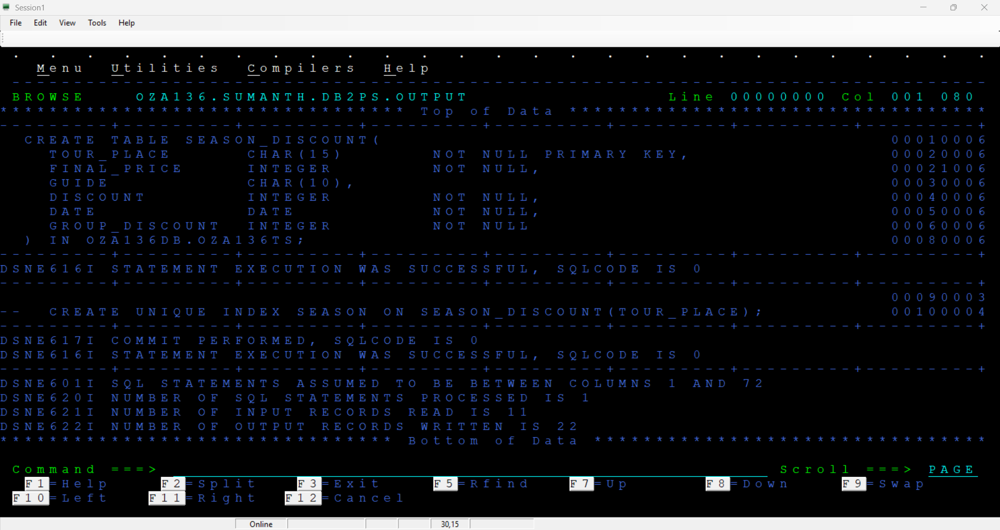 Session1
File Edit View Tools Help
. . . . . . . . . . . . . . . . . . . . . . . . . . .
Menu Utilities Compilers Help
-------------------------------------------------------------------------------
BROWSE    OZA136.SUMANTH.DB2PS.OUTPUT                 Line 00000000 Col 001 080
********************************* Top of Data **********************************
---------+---------+---------+---------+---------+---------+---------+---------+
  CREATE TABLE SEASON_DISCOUNT(                                         00010006
    TOUR_PLACE      CHAR(15)       NOT NULL PRIMARY KEY,                00020006
    FINAL_PRICE     INTEGER        NOT NULL,                            00021006
    GUIDE           CHAR(10),                                           00030006
    DISCOUNT        INTEGER        NOT NULL,                            00040006
    DATE            DATE           NOT NULL,                            00050006
    GROUP_DISCOUNT  INTEGER        NOT NULL                             00060006
  ) IN OZA136DB.OZA136TS;                                               00080006
---------+---------+---------+---------+---------+---------+---------+---------+
DSNE616I STATEMENT EXECUTION WAS SUCCESSFUL, SQLCODE IS 0
---------+---------+---------+---------+---------+---------+---------+---------+
                                                                        00090003
--  CREATE UNIQUE INDEX SEASON ON SEASON_DISCOUNT(TOUR_PLACE);          00100004
---------+---------+---------+---------+---------+---------+---------+---------+
DSNE617I COMMIT PERFORMED, SQLCODE IS 0
DSNE616I STATEMENT EXECUTION WAS SUCCESSFUL, SQLCODE IS 0
---------+---------+---------+---------+---------+---------+---------+---------+
DSNE601I SQL STATEMENTS ASSUMED TO BE BETWEEN COLUMNS 1 AND 72
DSNE620I NUMBER OF SQL STATEMENTS PROCESSED IS 1
DSNE621I NUMBER OF INPUT RECORDS READ IS 11
DSNE622I NUMBER OF OUTPUT RECORDS WRITTEN IS 22
******************************** Bottom of Data ********************************
Command ===>                                                   Scroll ===> PAGE
F1=Help    F2=Split   F3=Exit    F5=Rfind   F7=Up      F8=Down    F9=Swap
F10=Left   F11=Right  F12=Cancel
Online 30,15